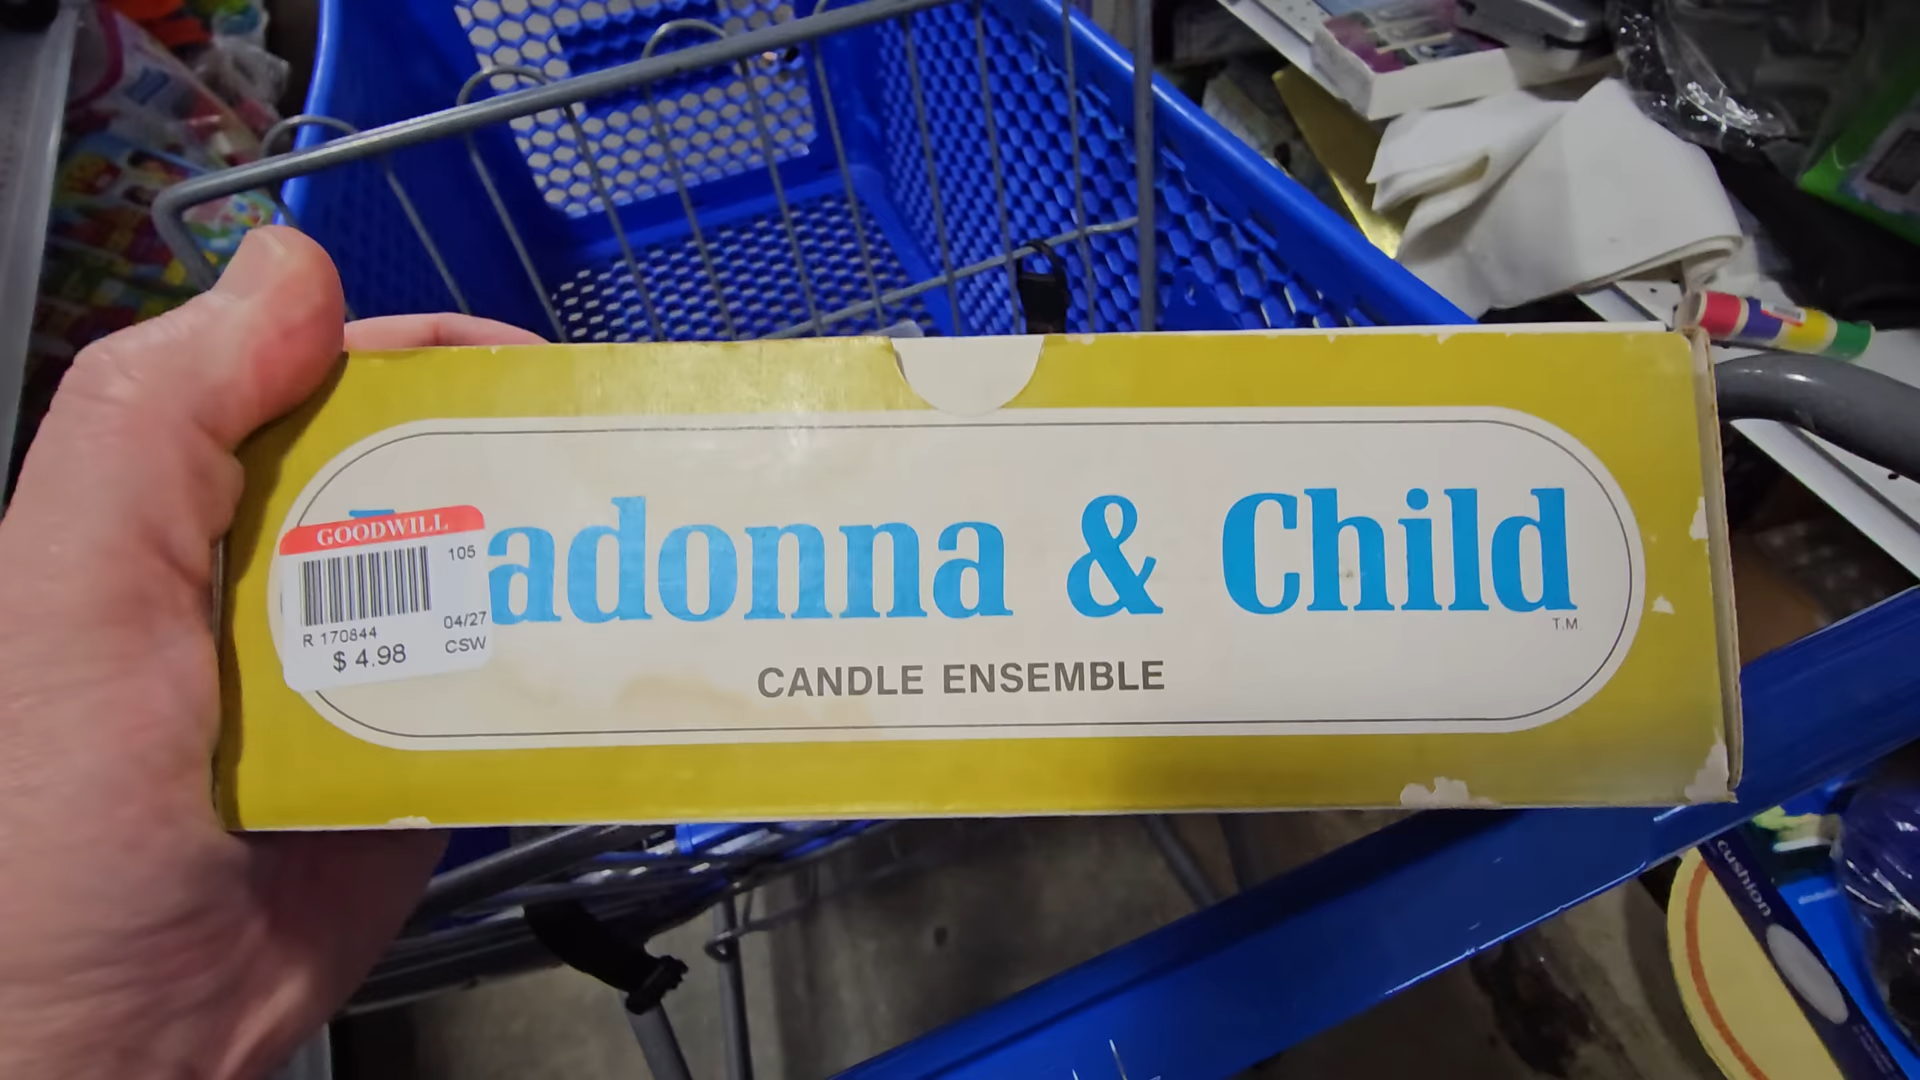 GOODWILL
105
R 170844
04/27
$ 4.98
CSW
adonna & Child
T.M
CANDLE ENSEMBLE
cushion